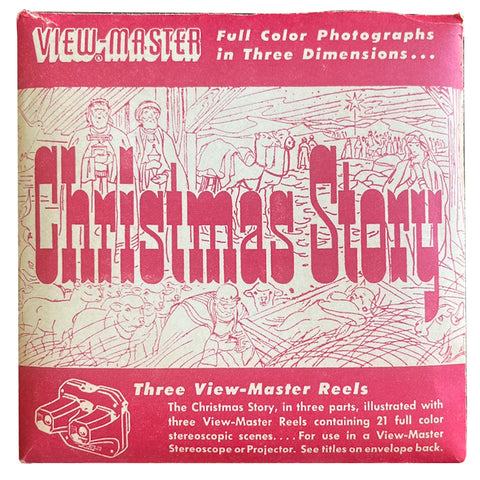 VIEW-MASTER ®
Full Color Photographs
in Three Dimensions...
Christmas Story
Three View-Master Reels
The Christmas Story, in three parts, illustrated with
three View-Master Reels containing 21 full color
stereoscopic scenes. . . . For use in a View-Master
Stereoscope or Projector. See titles on envelope back.